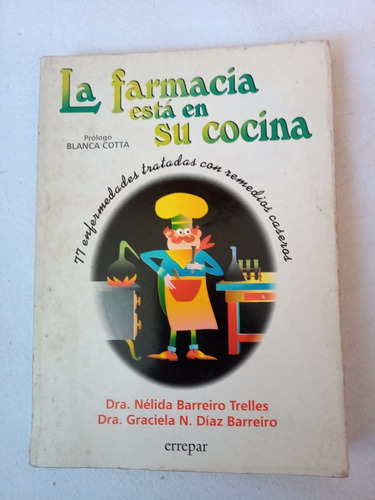 La farmacia
está en
su cocina
Prólogo
BLANCA COTTA
77 enfermedades tratadas con remedios caseros
Dra. Nélida Barreiro Trelles
Dra. Graciela N. Díaz Barreiro
errepar